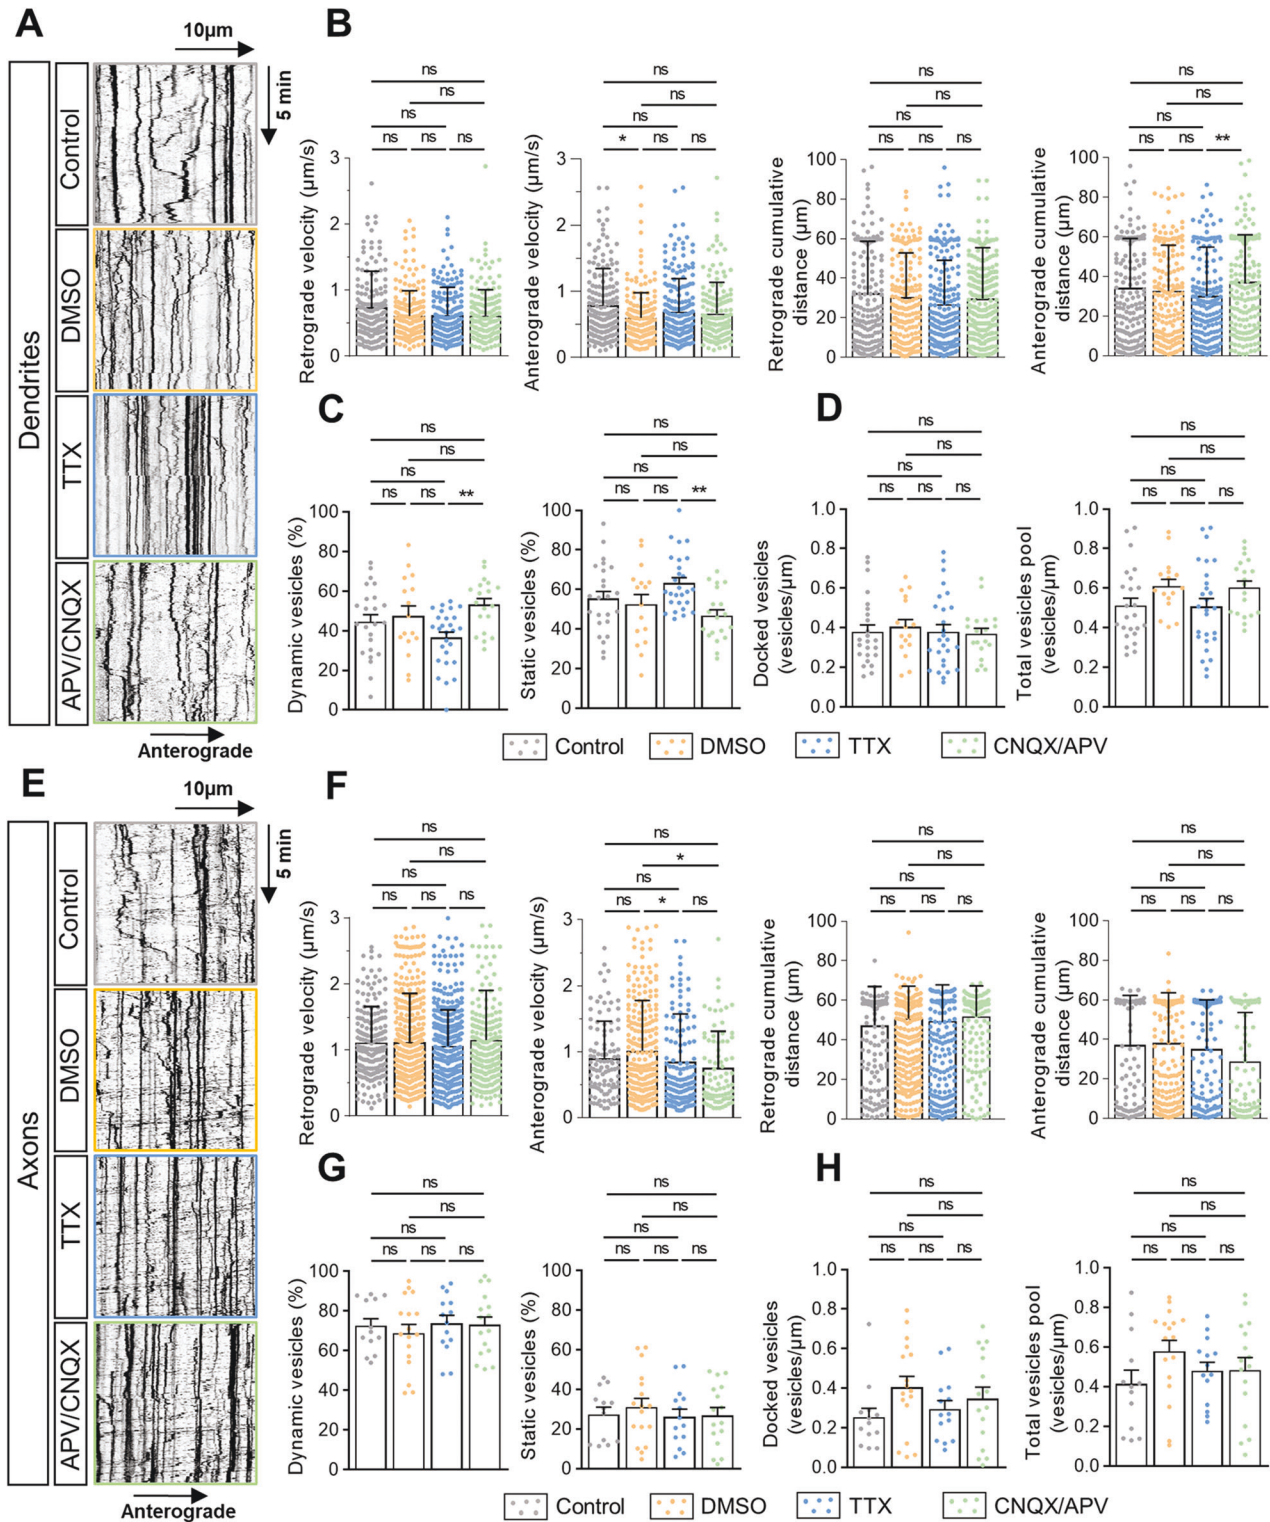 A
10µm
5 min
Dendrites
Control
DMSO
TTX
APV/CNQX
Anterograde
B
ns
ns
ns
ns ns ns
Retrograde velocity (µm/s)
3
2
1
0
ns
ns
ns
* ns ns
Anterograde velocity (µm/s)
3
2
1
0
ns
ns
ns
ns ns ns
Retrograde cumulative
distance (µm)
100
80
60
40
20
0
ns
ns
ns
ns ns **
Anterograde cumulative
distance (µm)
100
80
60
40
20
0
C
ns
ns
ns
ns ns **
Dynamic vesicles (%)
100
80
60
40
20
0
ns
ns
ns
ns ns **
Static vesicles (%)
100
80
60
40
20
0
D
ns
ns
ns
ns ns ns
Docked vesicles
(vesicles/µm)
1.0
0.8
0.6
0.4
0.2
0.0
ns
ns
ns
ns ns ns
Total vesicles pool
(vesicles/µm)
1.0
0.8
0.6
0.4
0.2
0.0
Control DMSO TTX CNQX/APV
E
10µm
5 min
Axons
Control
DMSO
TTX
APV/CNQX
Anterograde
F
ns
ns
ns
ns ns ns
Retrograde velocity (µm/s)
3
2
1
0
ns
*
ns
ns * ns
Anterograde velocity (µm/s)
3
2
1
0
ns
ns
ns
ns ns ns
Retrograde cumulative
distance (µm)
100
80
60
40
20
0
ns
ns
ns
ns ns ns
Anterograde cumulative
distance (µm)
100
80
60
40
20
0
G
ns
ns
ns
ns ns ns
Dynamic vesicles (%)
100
80
60
40
20
0
ns
ns
ns
ns ns ns
Static vesicles (%)
100
80
60
40
20
0
H
ns
ns
ns
ns ns ns
Docked vesicles
(vesicles/µm)
1.0
0.8
0.6
0.4
0.2
0.0
ns
ns
ns
ns ns ns
Total vesicles pool
(vesicles/µm)
1.0
0.8
0.6
0.4
0.2
0.0
Control DMSO TTX CNQX/APV